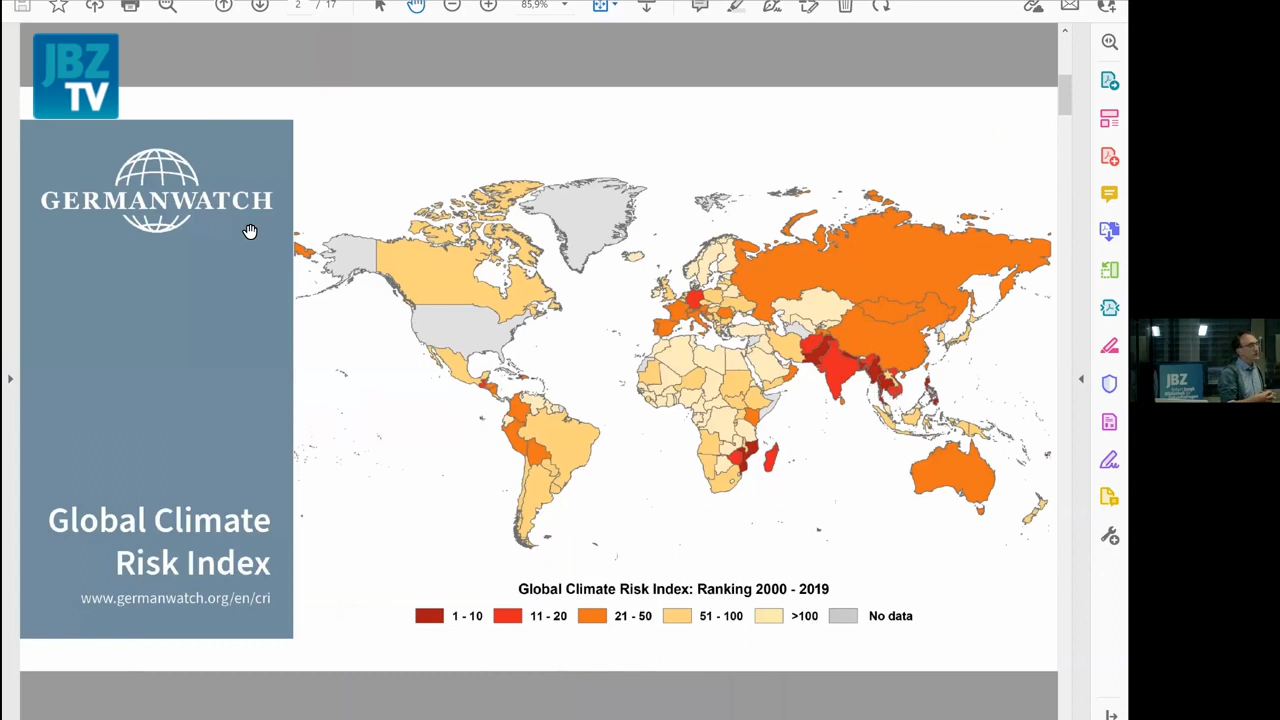 2 / 17
85,9%
JBZ
TV
GERMANWATCH
Global Climate
Risk Index
www.germanwatch.org/en/cri
Global Climate Risk Index: Ranking 2000 - 2019
1 - 10
11 - 20
21 - 50
51 - 100
>100
No data
JBZ